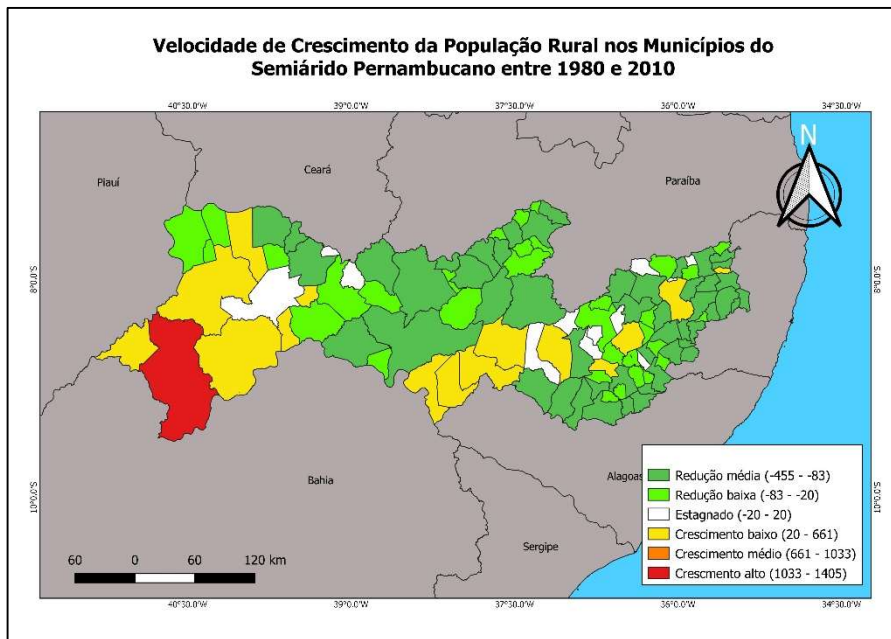 Velocidade de Crescimento da População Rural nos Municípios do
Semiárido Pernambucano entre 1980 e 2010
40°30.0'W 39°0.0'W 37°30.0'W 36°0.0'W 34°30.0'W
N
Ceará
Piauí
Paraíba
8°0.0'S 8°0.0'S
Bahia
Alagoas
Sergipe
10°0.0'S 10°0.0'S
Redução média (-455 - -83)
Redução baixa (-83 - -20)
Estagnado (-20 - 20)
Crescimento baixo (20 - 661)
Crescimento médio (661 - 1033)
Crescmento alto (1033 - 1405)
60 0 60 120 km
40°30.0'W 39°0.0'W 37°30.0'W 36°0.0'W 34°30.0'W